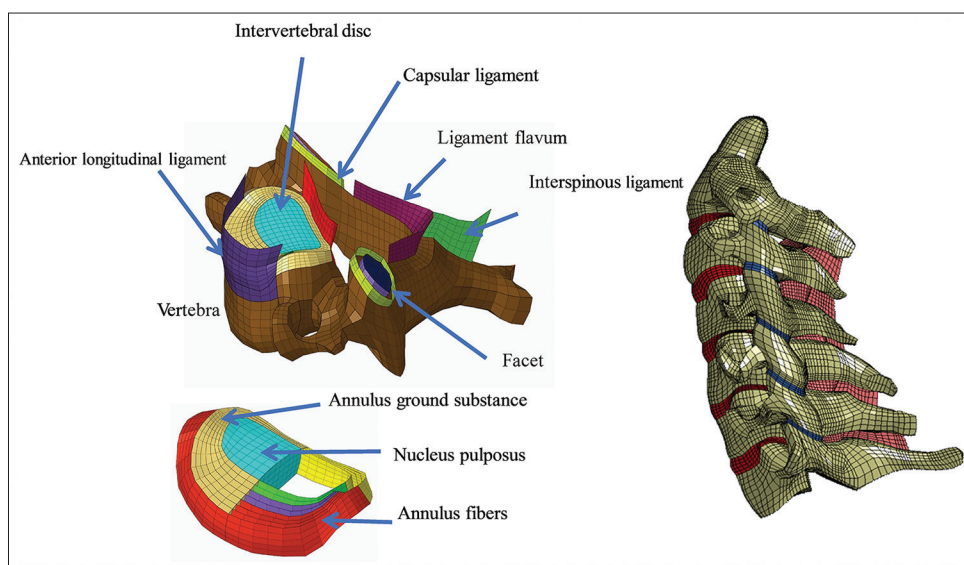 Intervertebral disc
Capsular ligament
Ligament flavum
Anterior longitudinal ligament
Interspinous ligament
Vertebra
Facet
Annulus ground substance
Nucleus pulposus
Annulus fibers